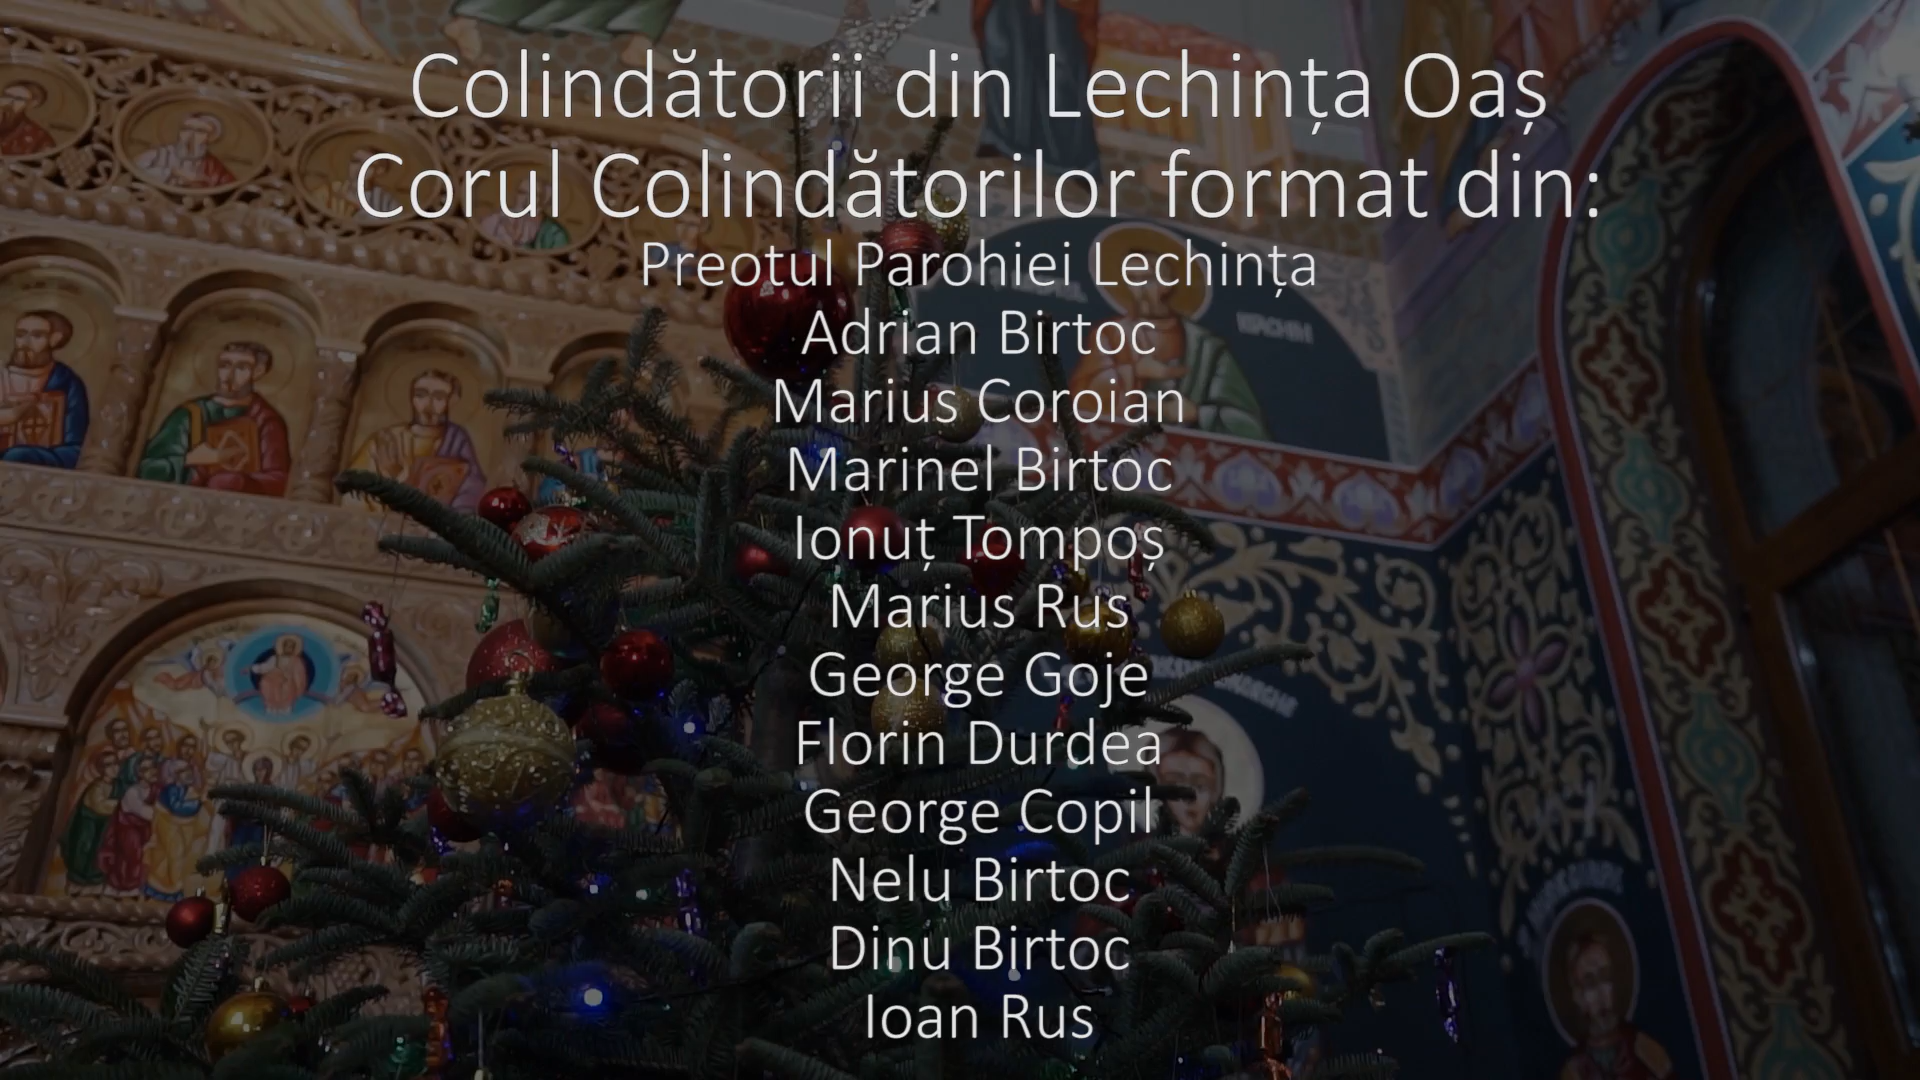 Colindătorii din Lechința Oaș
Corul Colindătorilor format din:
Preotul Parohiei Lechința
Adrian Birtoc
Marius Coroian
Marinel Birtoc
Ionuț Tompoș
Marius Rus
George Goje
Florin Durdea
George Copil
Nelu Birtoc
Dinu Birtoc
Ioan Rus